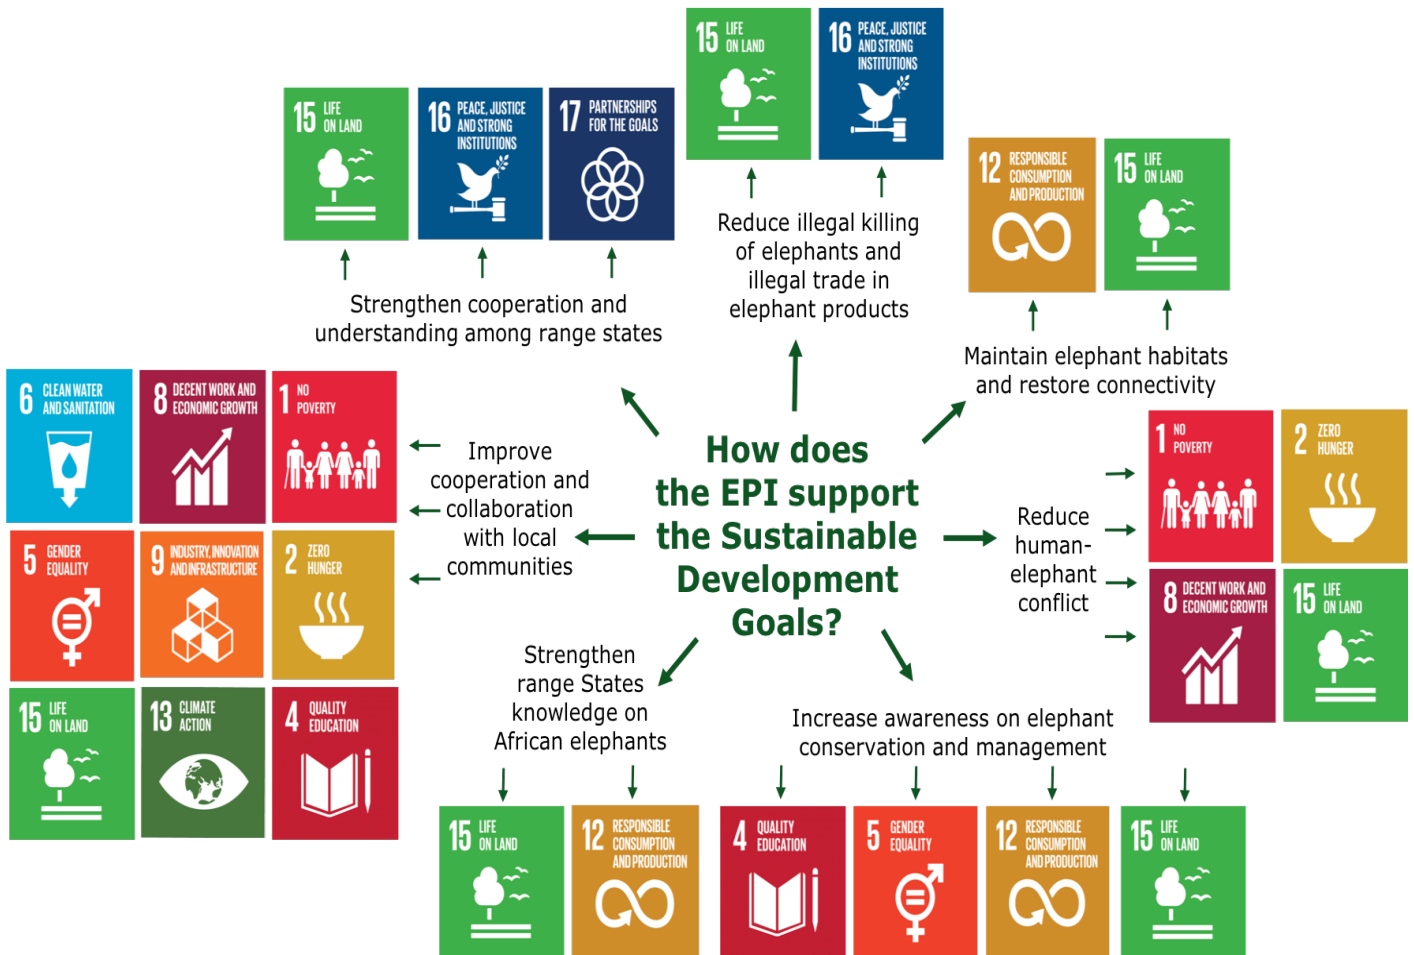 15 LIFE
ON LAND
16 PEACE, JUSTICE
AND STRONG
INSTITUTIONS
15 LIFE
ON LAND
16 PEACE, JUSTICE
AND STRONG
INSTITUTIONS
17 PARTNERSHIPS
FOR THE GOALS
12 RESPONSIBLE
CONSUMPTION
AND PRODUCTION
15 LIFE
ON LAND
Reduce illegal killing
of elephants and
illegal trade in
elephant products
Strengthen cooperation and
understanding among range states
Maintain elephant habitats
and restore connectivity
6 CLEAN WATER
AND SANITATION
8 DECENT WORK AND
ECONOMIC GROWTH
1 NO
POVERTY
5 GENDER
EQUALITY
9 INDUSTRY, INNOVATION
AND INFRASTRUCTURE
2 ZERO
HUNGER
15 LIFE
ON LAND
13 CLIMATE
ACTION
4 QUALITY
EDUCATION
Improve
cooperation and
collaboration
with local
communities
How does
the EPI support
the Sustainable
Development
Goals?
Reduce
human-
elephant
conflict
1 NO
POVERTY
2 ZERO
HUNGER
8 DECENT WORK AND
ECONOMIC GROWTH
15 LIFE
ON LAND
Strengthen
range States
knowledge on
African elephants
Increase awareness on elephant
conservation and management
15 LIFE
ON LAND
12 RESPONSIBLE
CONSUMPTION
AND PRODUCTION
4 QUALITY
EDUCATION
5 GENDER
EQUALITY
12 RESPONSIBLE
CONSUMPTION
AND PRODUCTION
15 LIFE
ON LAND